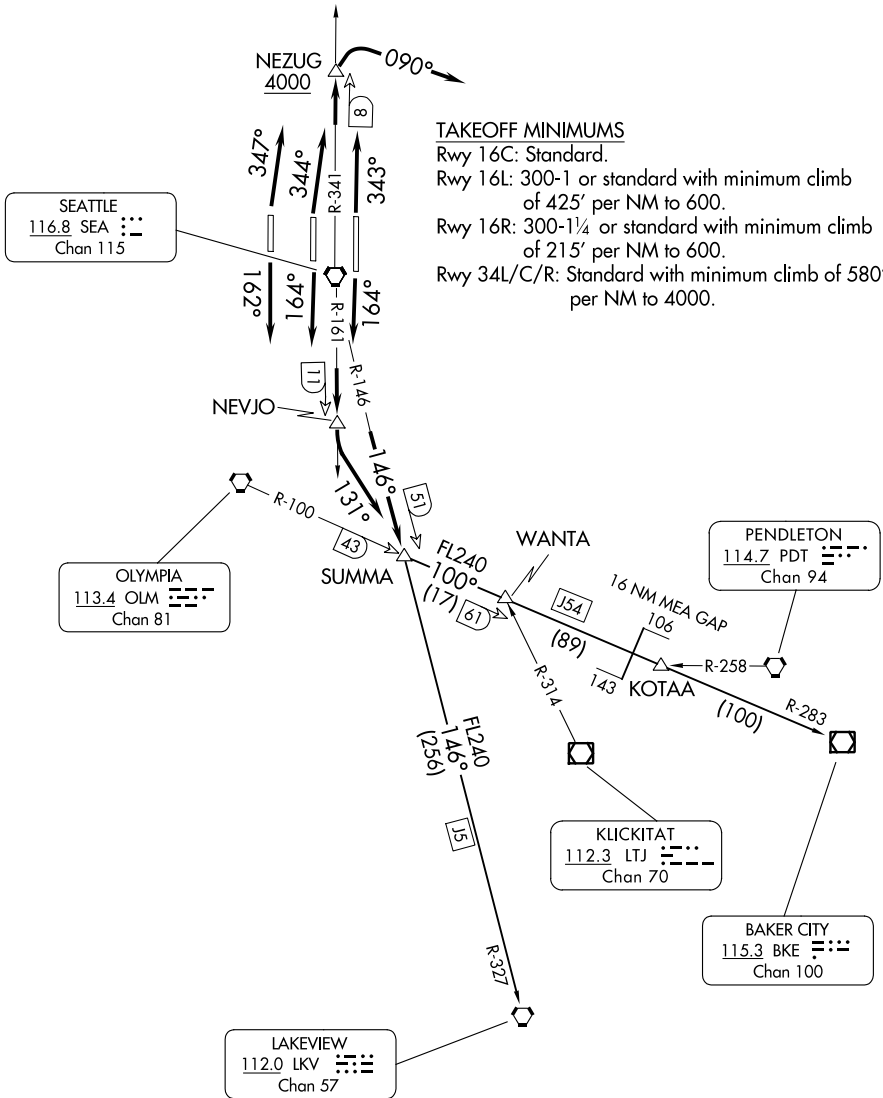 NEZUG
4000
090°
8
347°
344°
343°
R-341
TAKEOFF MINIMUMS
Rwy 16C: Standard.
Rwy 16L: 300-1 or standard with minimum climb
of 425' per NM to 600.
Rwy 16R: 300-1¼ or standard with minimum climb
of 215' per NM to 600.
Rwy 34L/C/R: Standard with minimum climb of 580'
per NM to 4000.
SEATTLE
116.8 SEA
Chan 115
162°
164°
164°
R-161
11
R-146
NEVJO
131°
146°
51
R-100
43
SUMMA
OLYMPIA
113.4 OLM
Chan 81
FL240
100°
(17)
61
WANTA
J54
(89)
16 NM MEA GAP
106
143
KOTAA
R-258
PENDLETON
114.7 PDT
Chan 94
R-314
(100)
R-283
FL240
146°
(256)
J5
KLICKITAT
112.3 LTJ
Chan 70
BAKER CITY
115.3 BKE
Chan 100
R-327
LAKEVIEW
112.0 LKV
Chan 57